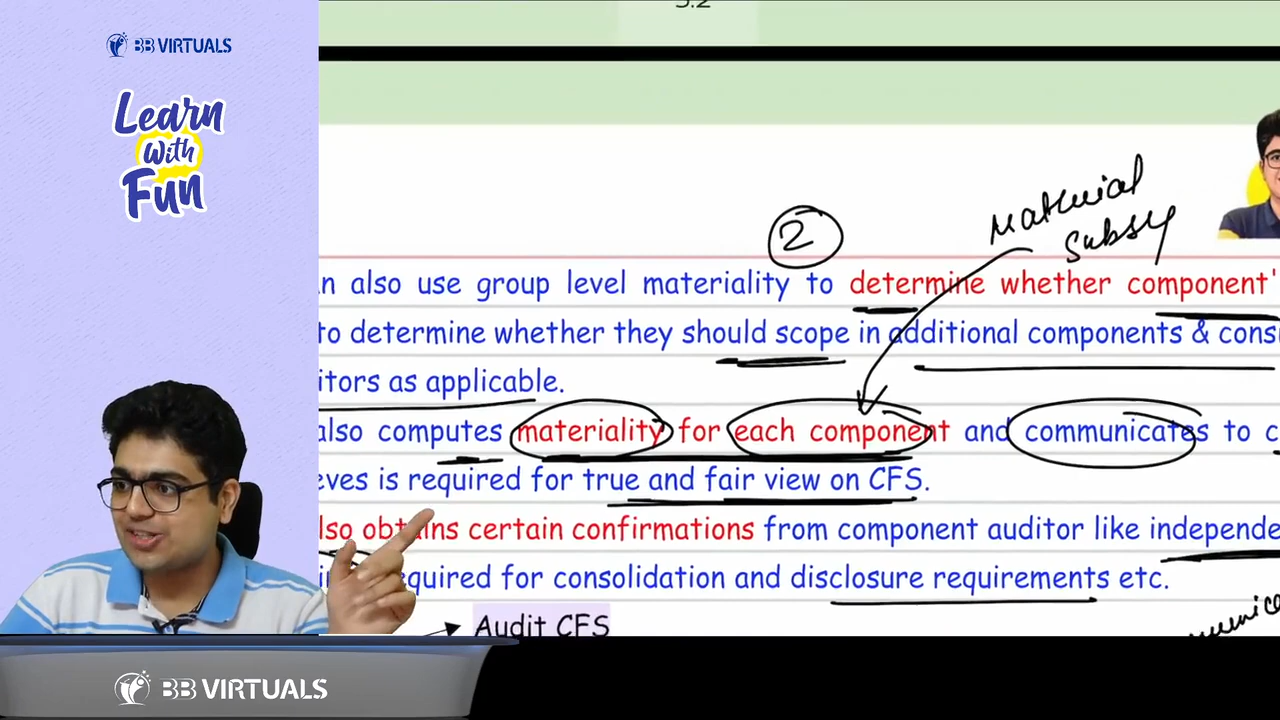 5.2
BB VIRTUALS
Learn
With
Fun
Material
Subsy
2
an also use group level materiality to determine whether component'
to determine whether they should scope in additional components & cons
itors as applicable.
also computes materiality for each component and communicates to c
eves is required for true and fair view on CFS.
lso obtains certain confirmations from component auditor like independe
required for consolidation and disclosure requirements etc.
Audit CFS
BB VIRTUALS